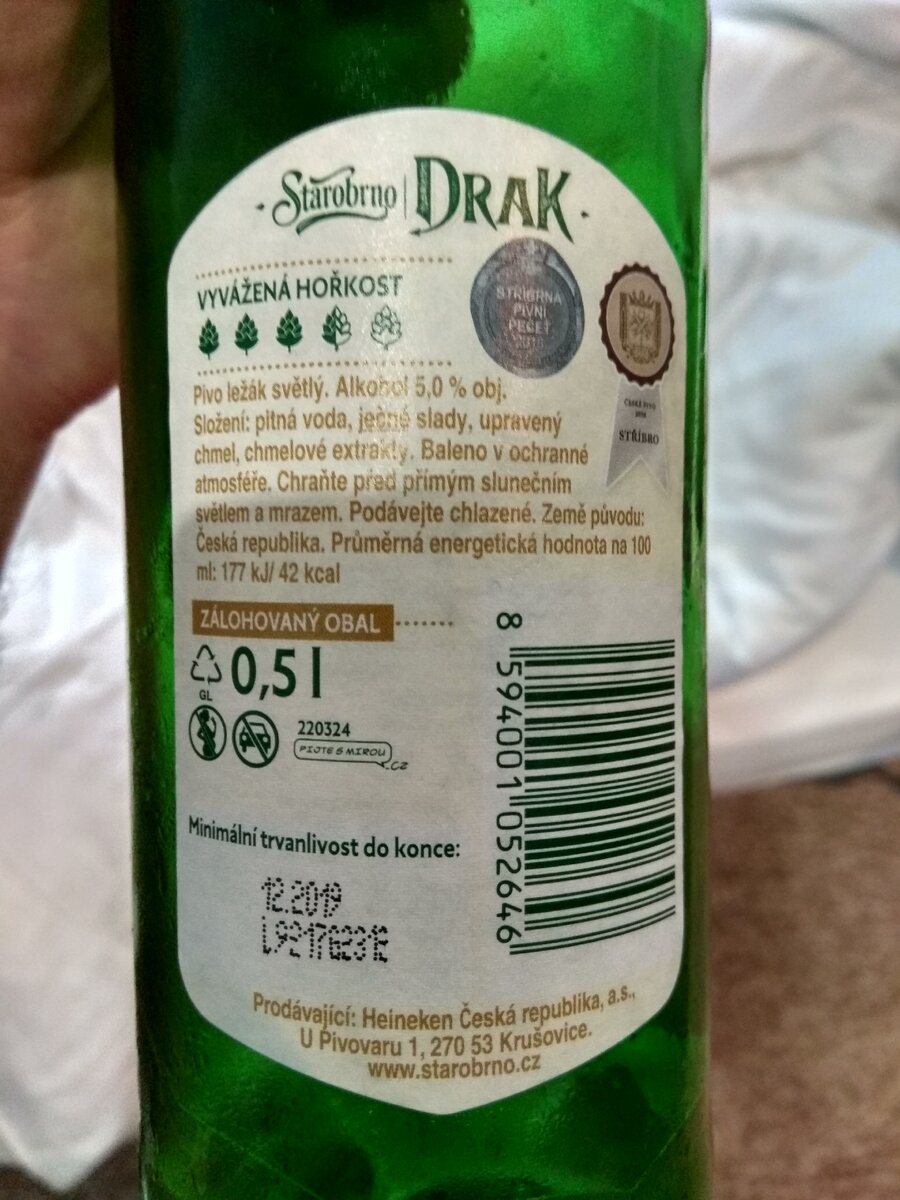 Starobrno | DRAK
VYVÁŽENÁ HOŘKOST
STŘÍBRNÁ
PIVNÍ
PEČEŤ
ČESKÉ PIVO
STŘÍBRO
Pivo ležák světlý. Alkohol 5,0 % obj.
Složení: pitná voda, ječné slady, upravený
chmel, chmelové extrakty. Baleno v ochranné
atmosféře. Chraňte před přímým slunečním
světlem a mrazem. Podávejte chlazené. Země původu:
Česká republika. Průměrná energetická hodnota na 100
ml: 177 kJ/ 42 kcal
ZÁLOHOVANÝ OBAL
0,5 l
GL
220324
PIJTE S MÍROU
.CZ
8 594001 052646
Minimální trvanlivost do konce:
12.2019
Prodávající: Heineken Česká republika, a.s.,
U Pivovaru 1, 270 53 Krušovice.
www.starobrno.cz